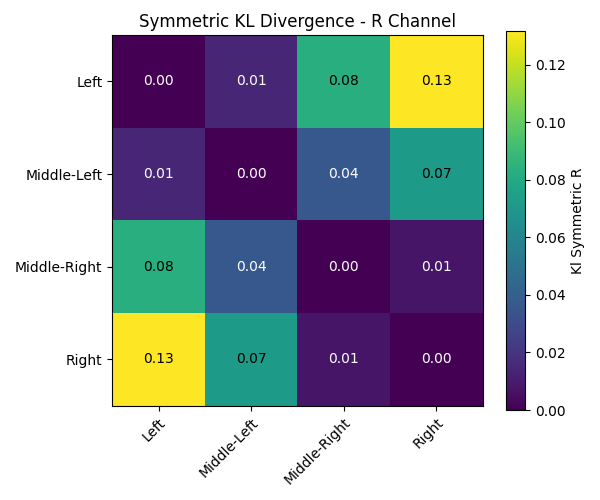 Symmetric KL Divergence - R Channel
Left 0.00 0.01 0.08 0.13
Middle-Left 0.01 0.00 0.04 0.07
Middle-Right 0.08 0.04 0.00 0.01
Right 0.13 0.07 0.01 0.00
Left Middle-Left Middle-Right Right
0.12
0.10
0.08
0.06
0.04
0.02
0.00
Kl Symmetric R